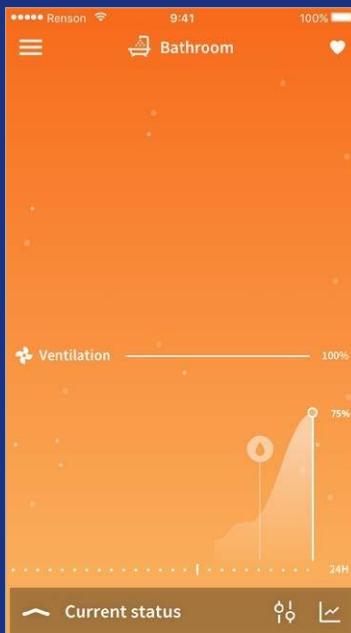 Renson 9:41 100%
Bathroom
Ventilation 100%
75%
24H
Current status